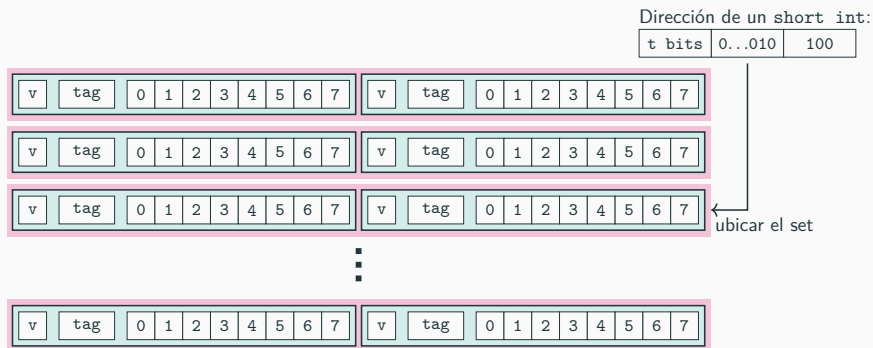 Dirección de un short int:
t bits 0...010 100
v tag 0 1 2 3 4 5 6 7 v tag 0 1 2 3 4 5 6 7
v tag 0 1 2 3 4 5 6 7 v tag 0 1 2 3 4 5 6 7
v tag 0 1 2 3 4 5 6 7 v tag 0 1 2 3 4 5 6 7
ubicar el set
v tag 0 1 2 3 4 5 6 7 v tag 0 1 2 3 4 5 6 7